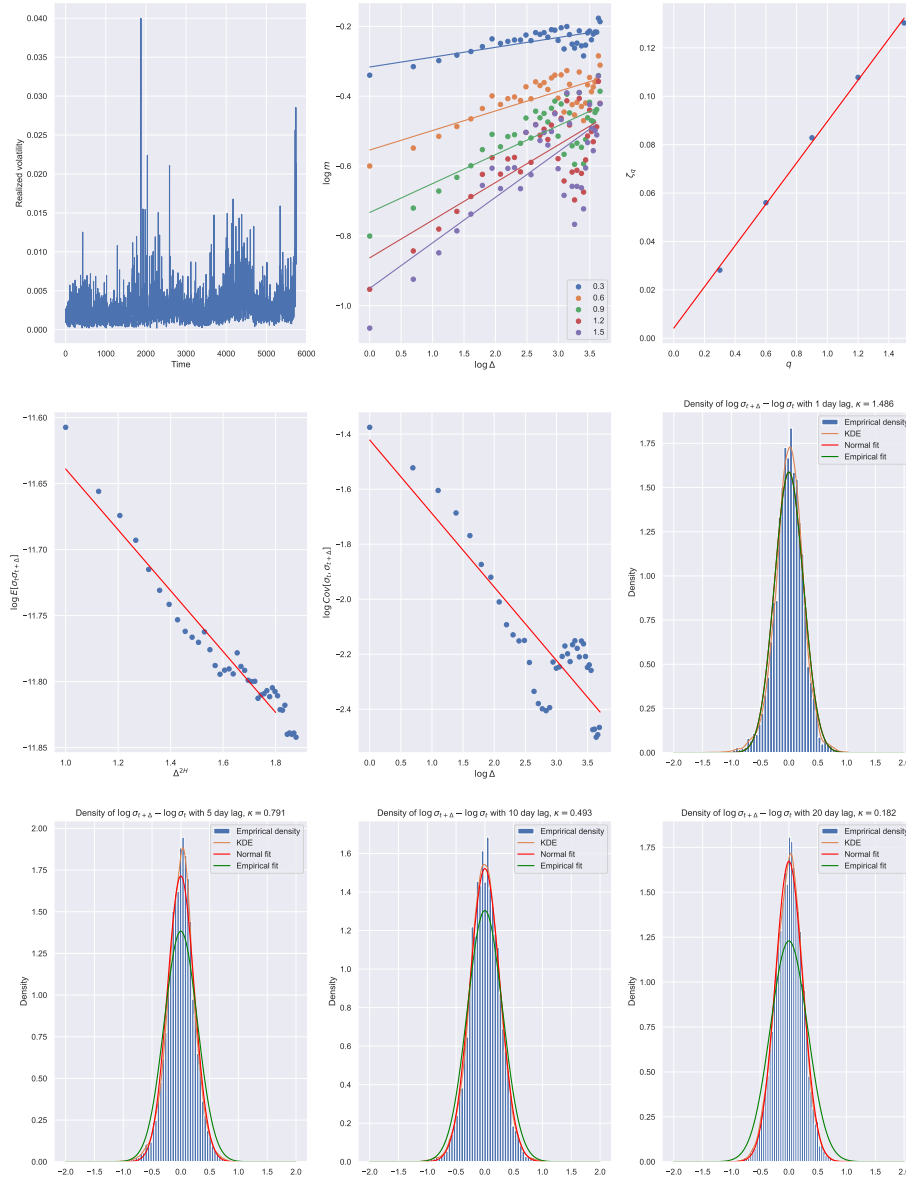 0.040
0.035
0.030
0.025
0.020
0.015
0.010
0.005
0.000
Realized volatility
0 1000 2000 3000 4000 5000 6000
Time
−0.2
−0.4
−0.6
−0.8
−1.0
log m
0.3
0.6
0.9
1.2
1.5
0.0 0.5 1.0 1.5 2.0 2.5 3.0 3.5
log Δ
0.12
0.10
0.08
0.06
0.04
0.02
0.00
ζq
0.0 0.2 0.4 0.6 0.8 1.0 1.2 1.4
q
−11.60
−11.65
−11.70
−11.75
−11.80
−11.85
log E[σtσt+Δ]
1.0 1.2 1.4 1.6 1.8
Δ2H
−1.4
−1.6
−1.8
−2.0
−2.2
−2.4
log Cov[σt, σt+Δ]
0.0 0.5 1.0 1.5 2.0 2.5 3.0 3.5
log Δ
Density of log σt+Δ − log σt with 1 day lag, κ = 1.486
Emprirical density
KDE
Normal fit
Empirical fit
1.75
1.50
1.25
1.00
0.75
0.50
0.25
0.00
Density
−2.0 −1.5 −1.0 −0.5 0.0 0.5 1.0 1.5 2.0
Density of log σt+Δ − log σt with 5 day lag, κ = 0.791
Emprirical density
KDE
Normal fit
Empirical fit
2.00
1.75
1.50
1.25
1.00
0.75
0.50
0.25
0.00
Density
−2.0 −1.5 −1.0 −0.5 0.0 0.5 1.0 1.5 2.0
Density of log σt+Δ − log σt with 10 day lag, κ = 0.493
Emprirical density
KDE
Normal fit
Empirical fit
1.6
1.4
1.2
1.0
0.8
0.6
0.4
0.2
0.0
Density
−2.0 −1.5 −1.0 −0.5 0.0 0.5 1.0 1.5 2.0
Density of log σt+Δ − log σt with 20 day lag, κ = 0.182
Emprirical density
KDE
Normal fit
Empirical fit
1.75
1.50
1.25
1.00
0.75
0.50
0.25
0.00
Density
−2.0 −1.5 −1.0 −0.5 0.0 0.5 1.0 1.5 2.0